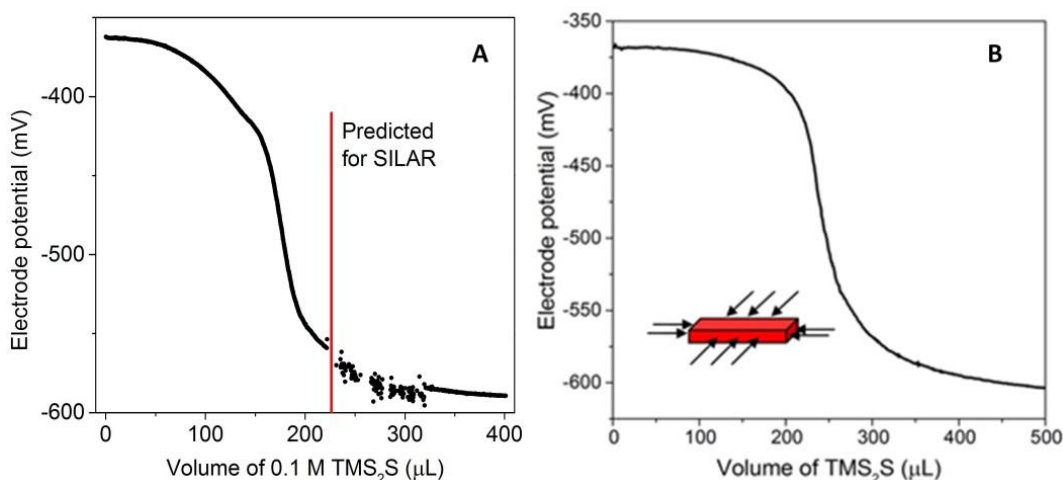 A
Predicted
for SILAR
-400
-500
-600
0
100
200
300
400
Electrode potential (mV)
Volume of 0.1 M TMS₂S (μL)
B
-350
-400
-450
-500
-550
-600
0
100
200
300
400
500
Electrode potential (mV)
Volume of TMS₂S (μL)